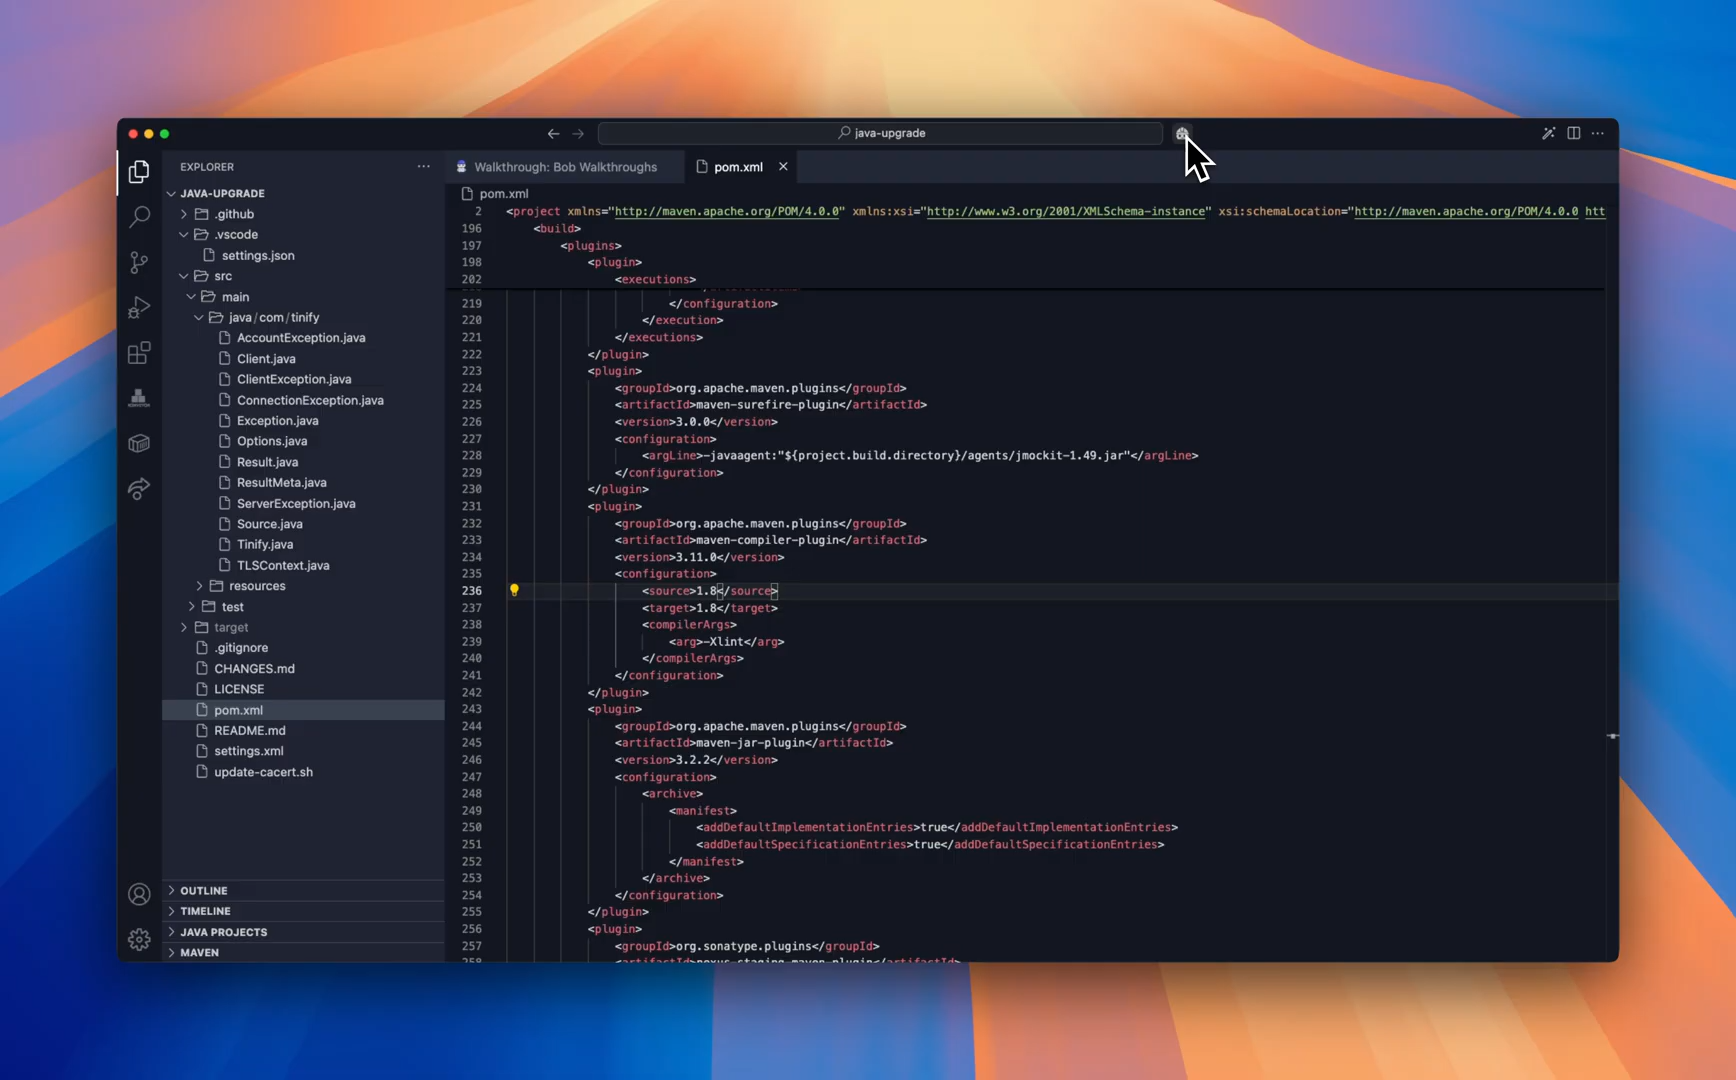 java-upgrade
EXPLORER
JAVA-UPGRADE
.github
.vscode
settings.json
src
main
java/com/tinify
AccountException.java
Client.java
ClientException.java
ConnectionException.java
Exception.java
Options.java
Result.java
ResultMeta.java
ServerException.java
Source.java
Tinify.java
TLSContext.java
resources
test
target
.gitignore
CHANGES.md
LICENSE
pom.xml
README.md
settings.xml
update-cacert.sh
OUTLINE
TIMELINE
JAVA PROJECTS
MAVEN
Walkthrough: Bob Walkthroughs
pom.xml
pom.xml
2 <project xmlns="http://maven.apache.org/POM/4.0.0" xmlns:xsi="http://www.w3.org/2001/XMLSchema-instance" xsi:schemaLocation="http://maven.apache.org/POM/4.0.0 htt
196 <build>
197 <plugins>
198 <plugin>
202 <executions>
219 </configuration>
220 </execution>
221 </executions>
222 </plugin>
223 <plugin>
224 <groupId>org.apache.maven.plugins</groupId>
225 <artifactId>maven-surefire-plugin</artifactId>
226 <version>3.0.0</version>
227 <configuration>
228 <argLine>-javaagent:"${project.build.directory}/agents/jmockit-1.49.jar"</argLine>
229 </configuration>
230 </plugin>
231 <plugin>
232 <groupId>org.apache.maven.plugins</groupId>
233 <artifactId>maven-compiler-plugin</artifactId>
234 <version>3.11.0</version>
235 <configuration>
236 <source>1.8</source>
237 <target>1.8</target>
238 <compilerArgs>
239 <arg>-Xlint</arg>
240 </compilerArgs>
241 </configuration>
242 </plugin>
243 <plugin>
244 <groupId>org.apache.maven.plugins</groupId>
245 <artifactId>maven-jar-plugin</artifactId>
246 <version>3.2.2</version>
247 <configuration>
248 <archive>
249 <manifest>
250 <addDefaultImplementationEntries>true</addDefaultImplementationEntries>
251 <addDefaultSpecificationEntries>true</addDefaultSpecificationEntries>
252 </manifest>
253 </archive>
254 </configuration>
255 </plugin>
256 <plugin>
257 <groupId>org.sonatype.plugins</groupId>
258 <artifactId>nexus-staging-maven-plugin</artifactId>